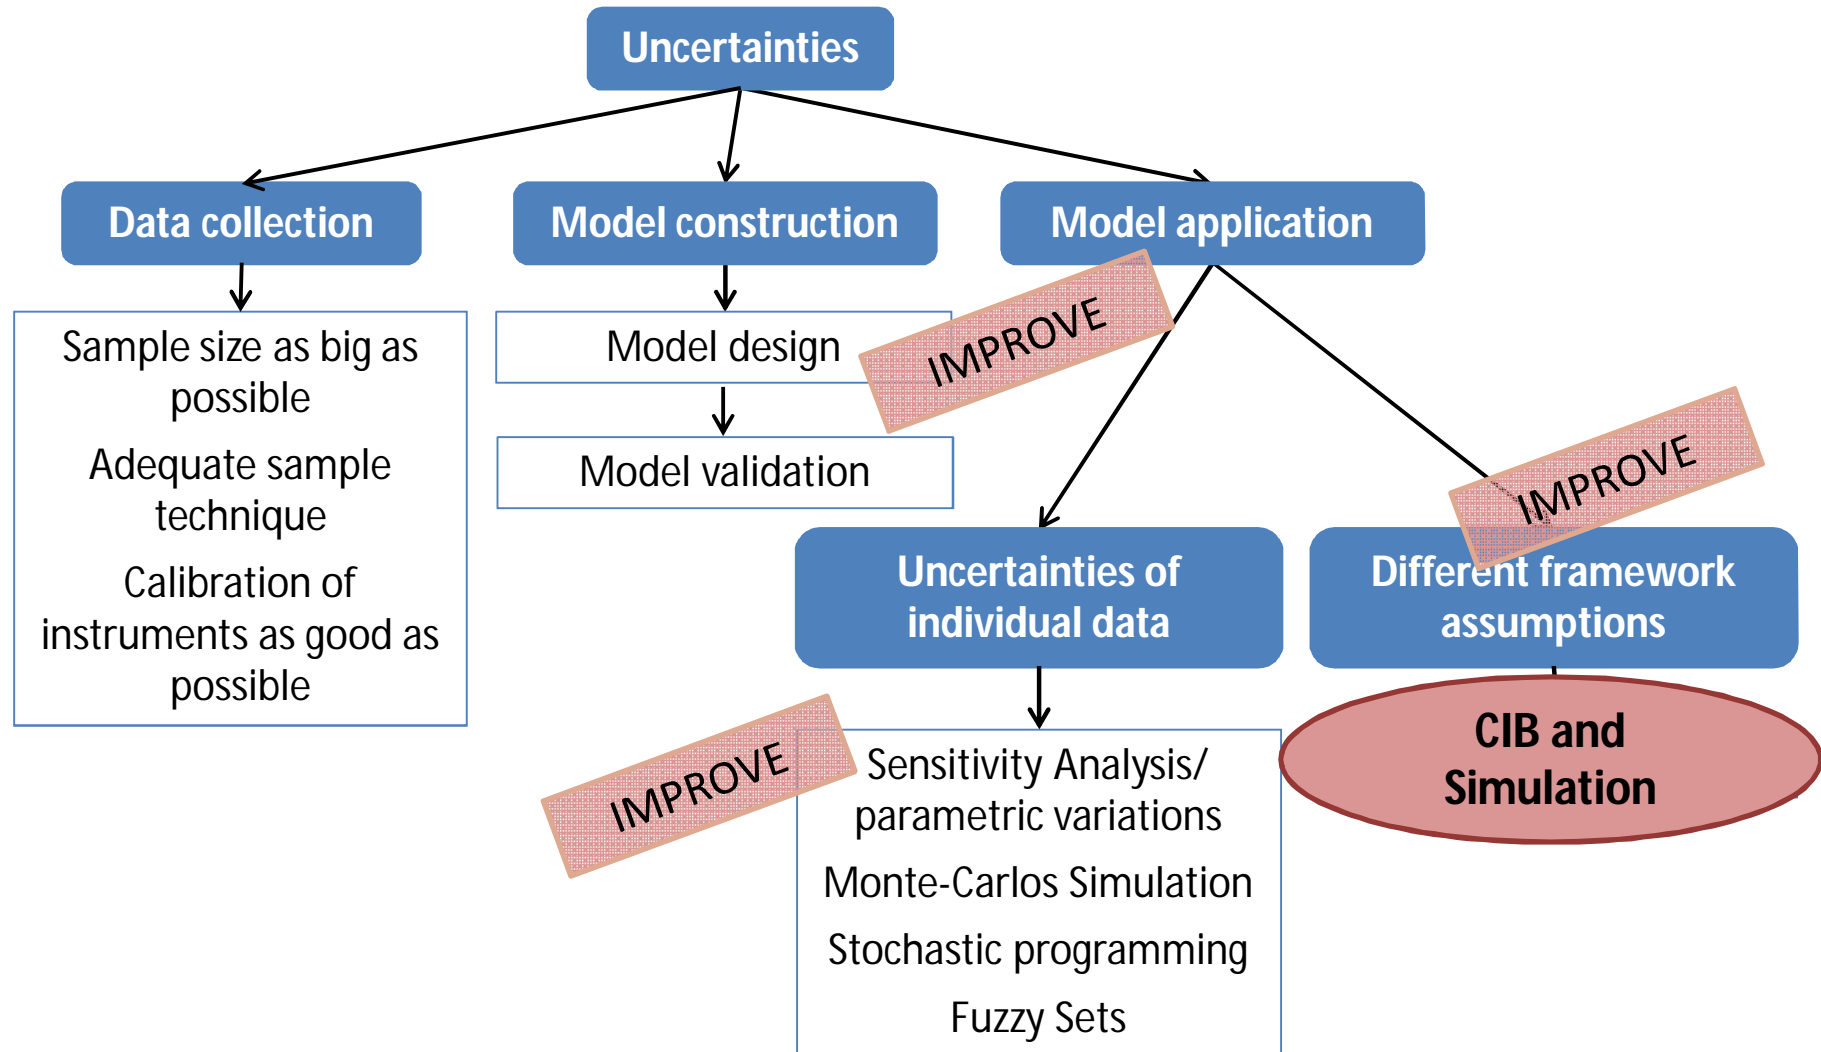 Uncertainties
Data collection
Model construction
Model application
Sample size as big as
possible
Adequate sample
technique
Calibration of
instruments as good as
possible
Model design
Model validation
IMPROVE
IMPROVE
Uncertainties of
individual data
Different framework
assumptions
IMPROVE
Sensitivity Analysis/
parametric variations
Monte-Carlos Simulation
Stochastic programming
Fuzzy Sets
CIB and
Simulation